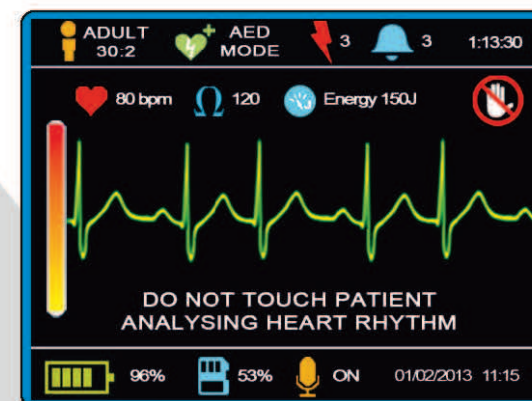 ADULT
30:2
AED
MODE
3
3
1:13:30
80 bpm
Ω 120
Energy 150J
DO NOT TOUCH PATIENT
ANALYSING HEART RHYTHM
96%
53%
ON
01/02/2013 11:15